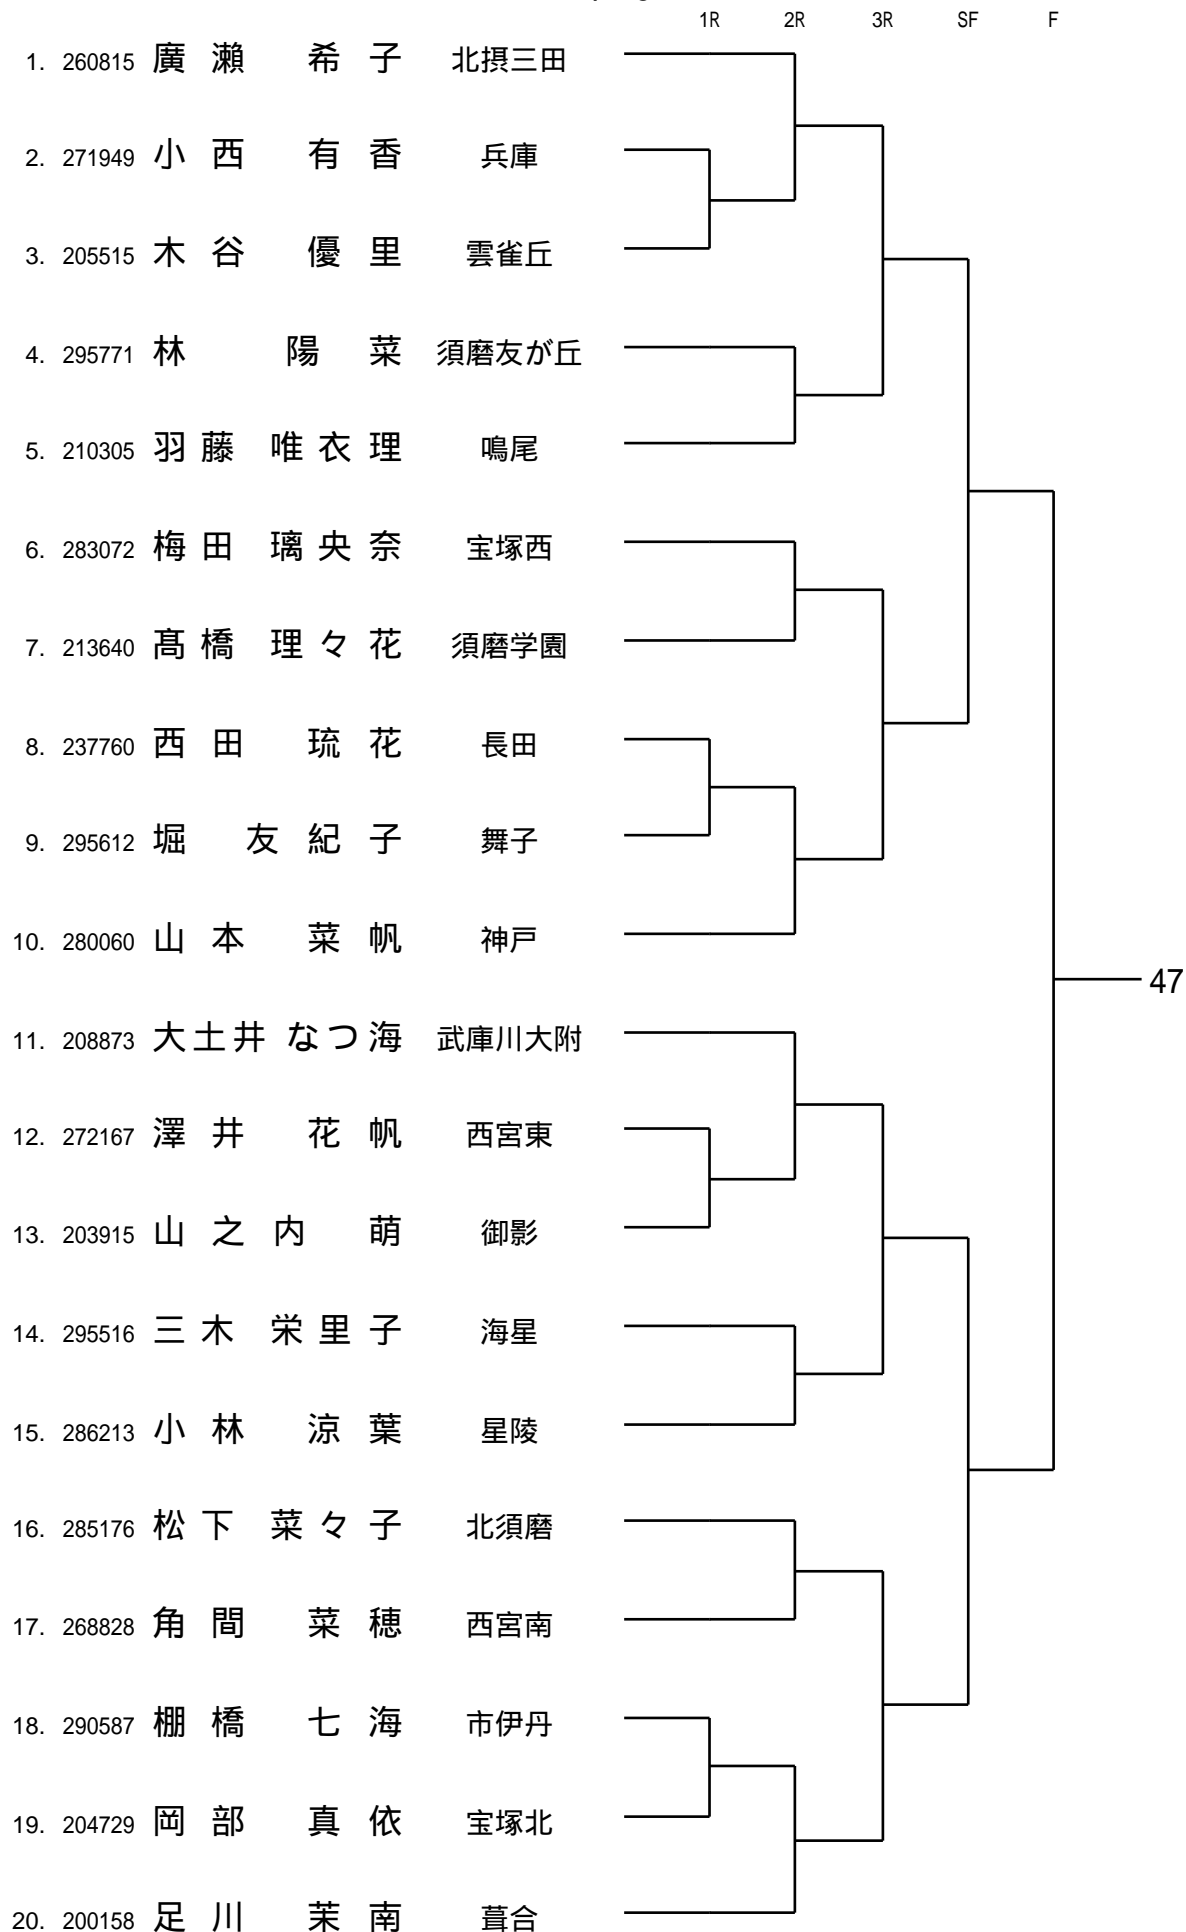 1R 2R 3R SF F
1. 260815 廣瀨 希子 北摂三田
2. 271949 小西 有香 兵庫
3. 205515 木谷 優里 雲雀丘
4. 295771 林 陽菜 須磨友が丘
5. 210305 羽藤 唯衣理 鳴尾
6. 283072 梅田 璃央奈 宝塚西
7. 213640 髙橋 理々花 須磨学園
8. 237760 西田 琉花 長田
9. 295612 堀 友紀子 舞子
10. 280060 山本 菜帆 神戸
47
11. 208873 大土井 なつ海 武庫川大附
12. 272167 澤井 花帆 西宮東
13. 203915 山之内 萌 御影
14. 295516 三木 栄里子 海星
15. 286213 小林 涼葉 星陵
16. 285176 松下 菜々子 北須磨
17. 268828 角間 菜穂 西宮南
18. 290587 棚橋 七海 市伊丹
19. 204729 岡部 真依 宝塚北
20. 200158 足川 茉南 葺合